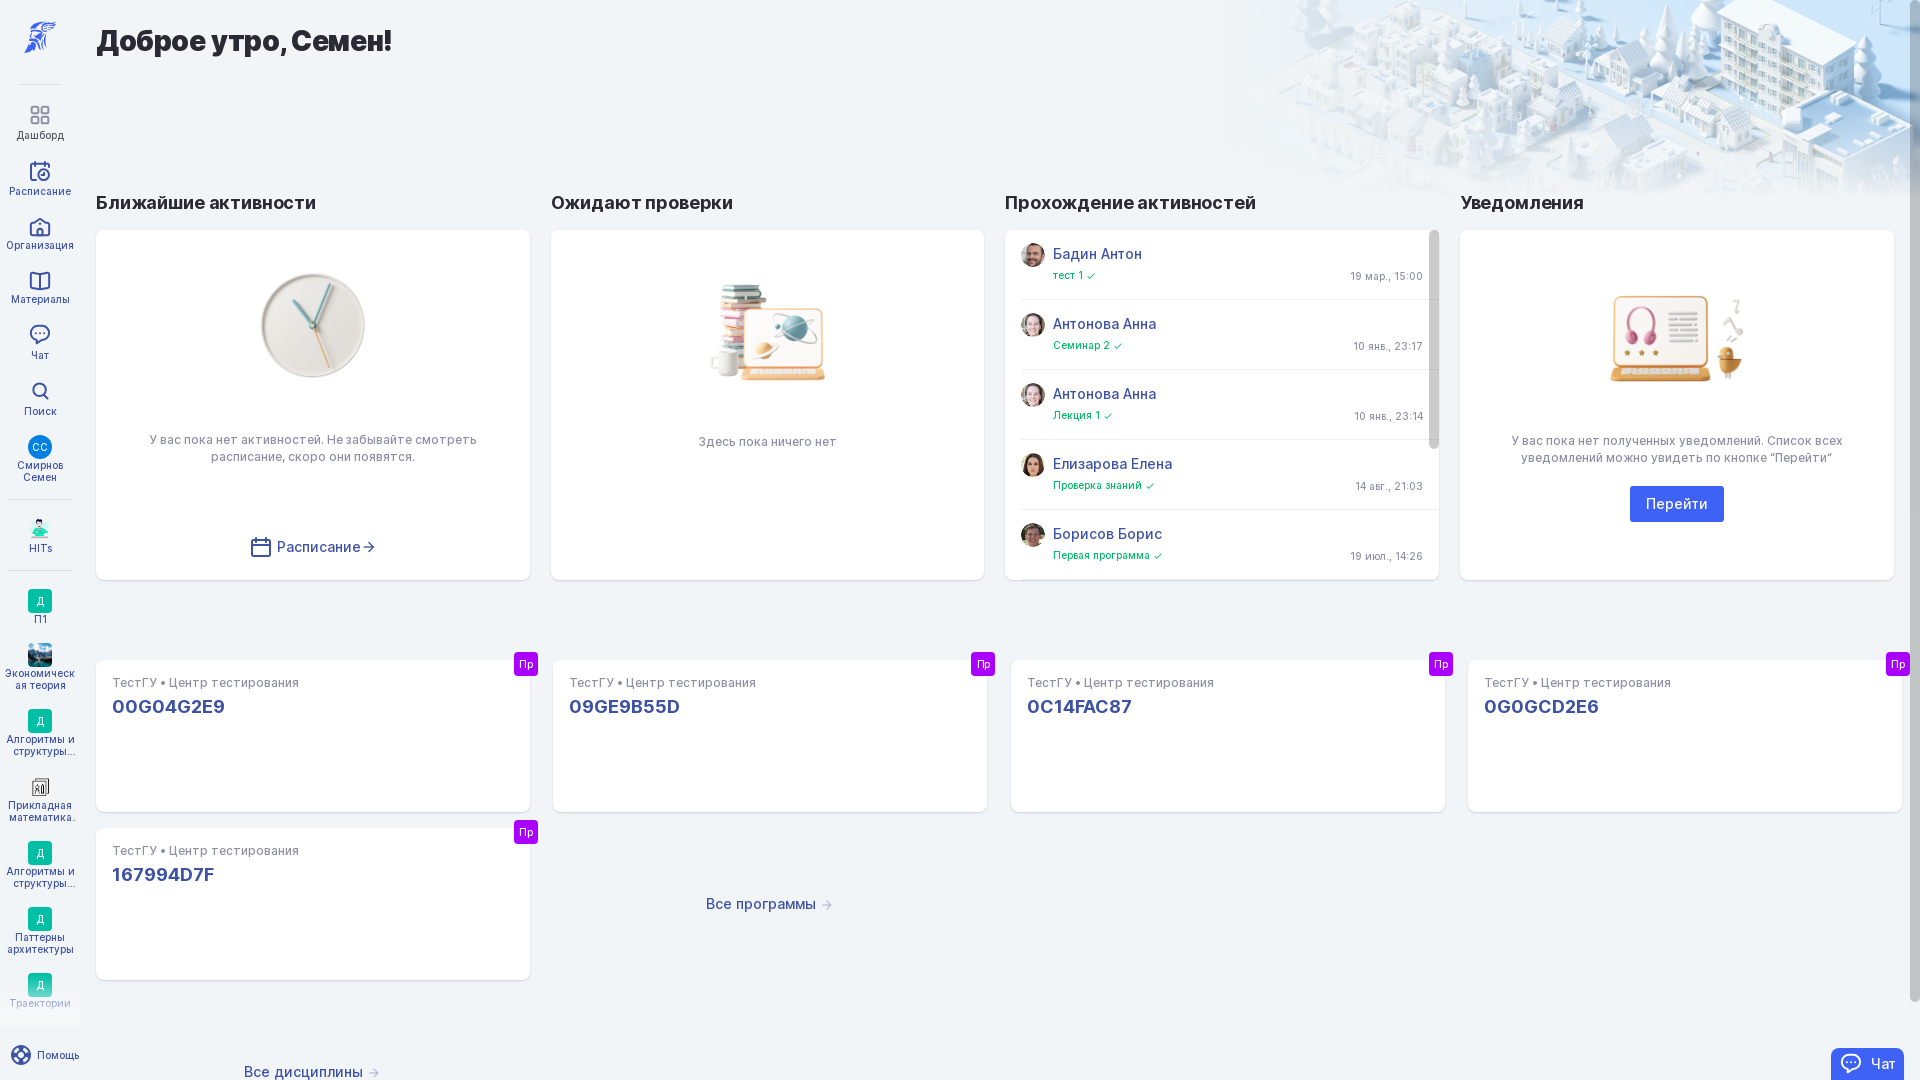 Доброе утро, Семен!
Дашборд
Расписание
Организация
Материалы
Чат
Поиск
СС
Смирнов
Семен
HITs
Д
П1
Экономическ
ая теория
Д
Алгоритмы и
структуры...
Прикладная
математика.
Д
Алгоритмы и
структуры...
Д
Паттерны
архитектуры
Д
Траектории
Помощь
Ближайшие активности
У вас пока нет активностей. Не забывайте смотреть
расписание, скоро они появятся.
Расписание
Ожидают проверки
Здесь пока ничего нет
Прохождение активностей
Бадин Антон
тест 1
19 мар., 15:00
Антонова Анна
Семинар 2
10 янв., 23:17
Антонова Анна
Лекция 1
10 янв., 23:14
Елизарова Елена
Проверка знаний
14 авг., 21:03
Борисов Борис
Первая программа
19 июл., 14:26
Уведомления
У вас пока нет полученных уведомлений. Список всех
уведомлений можно увидеть по кнопке “Перейти“
Перейти
Пр
ТестГУ • Центр тестирования
00G04G2E9
Пр
ТестГУ • Центр тестирования
09GE9B55D
Пр
ТестГУ • Центр тестирования
0C14FAC87
Пр
ТестГУ • Центр тестирования
0G0GCD2E6
Пр
ТестГУ • Центр тестирования
167994D7F
Все программы
Все дисциплины
Чат